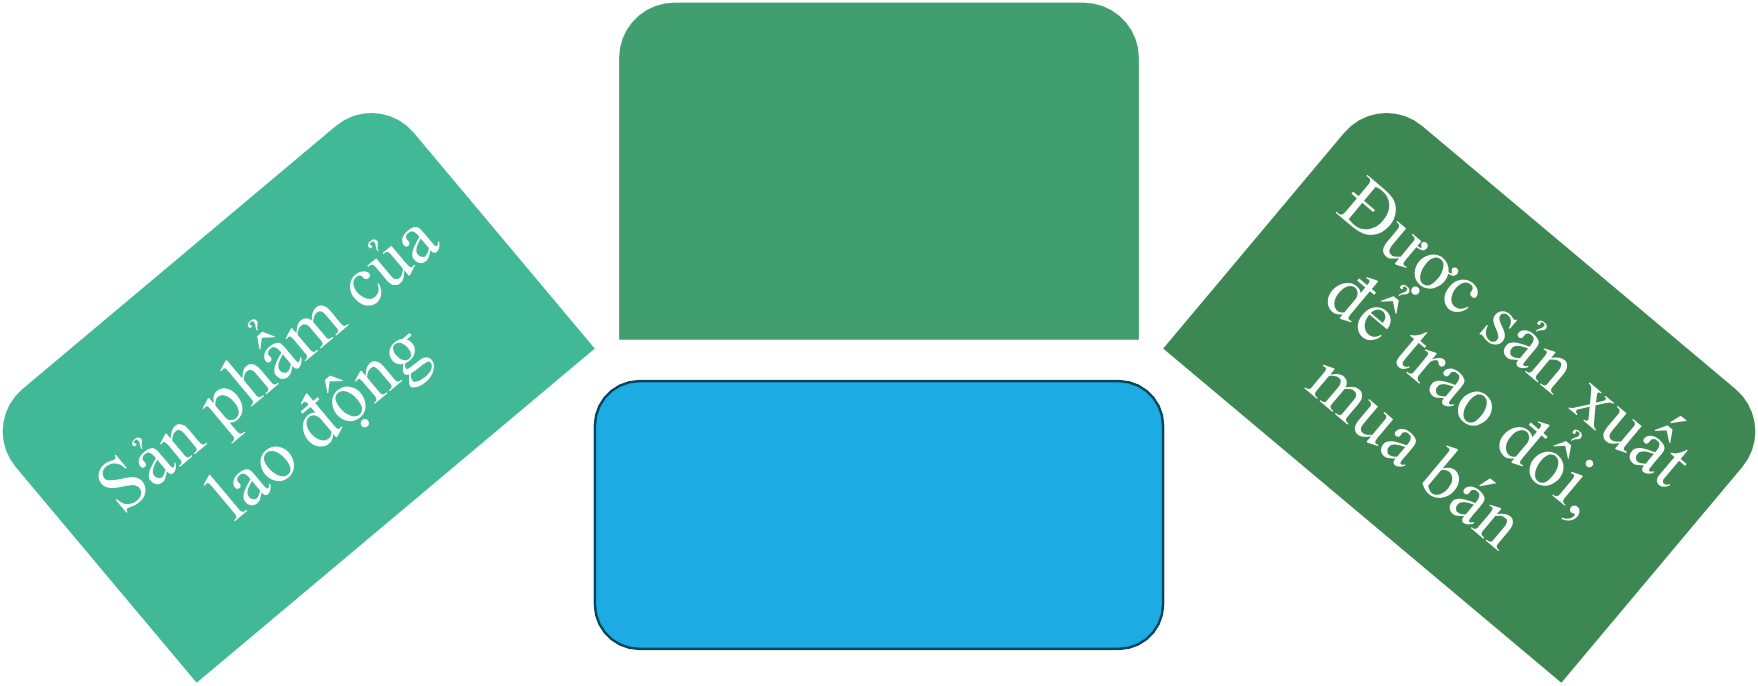 Sản phẩm của
lao động
Được sản xuất
để trao đổi,
mua bán